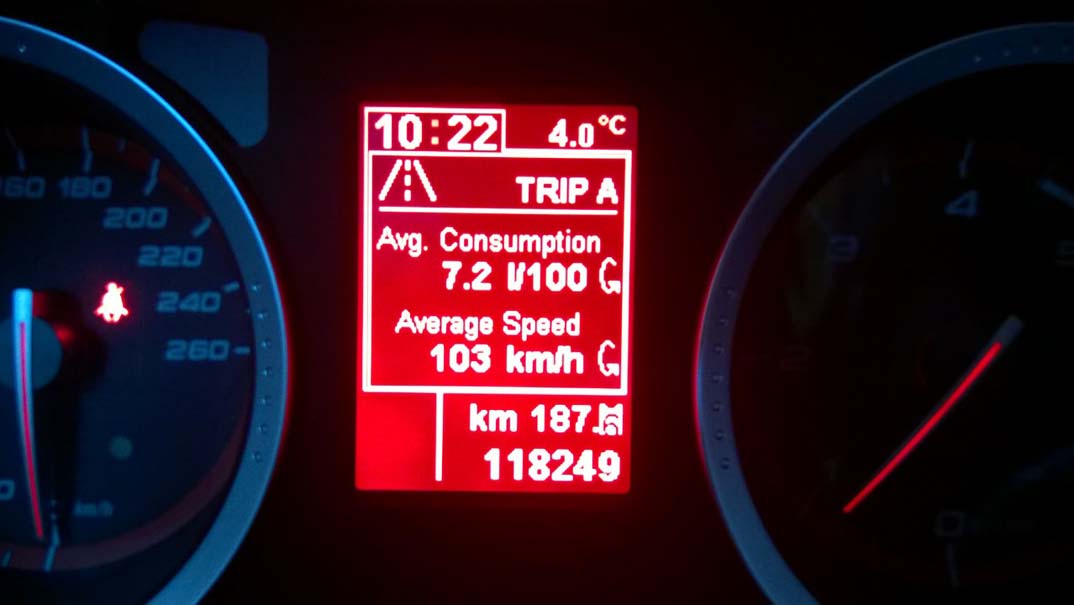 10:22 4.0°C
TRIP A
Avg. Consumption
7.2 l/100
Average Speed
103 km/h
km 187.
118249
160 180
200
220
240
260
km/h
4
3
2
0